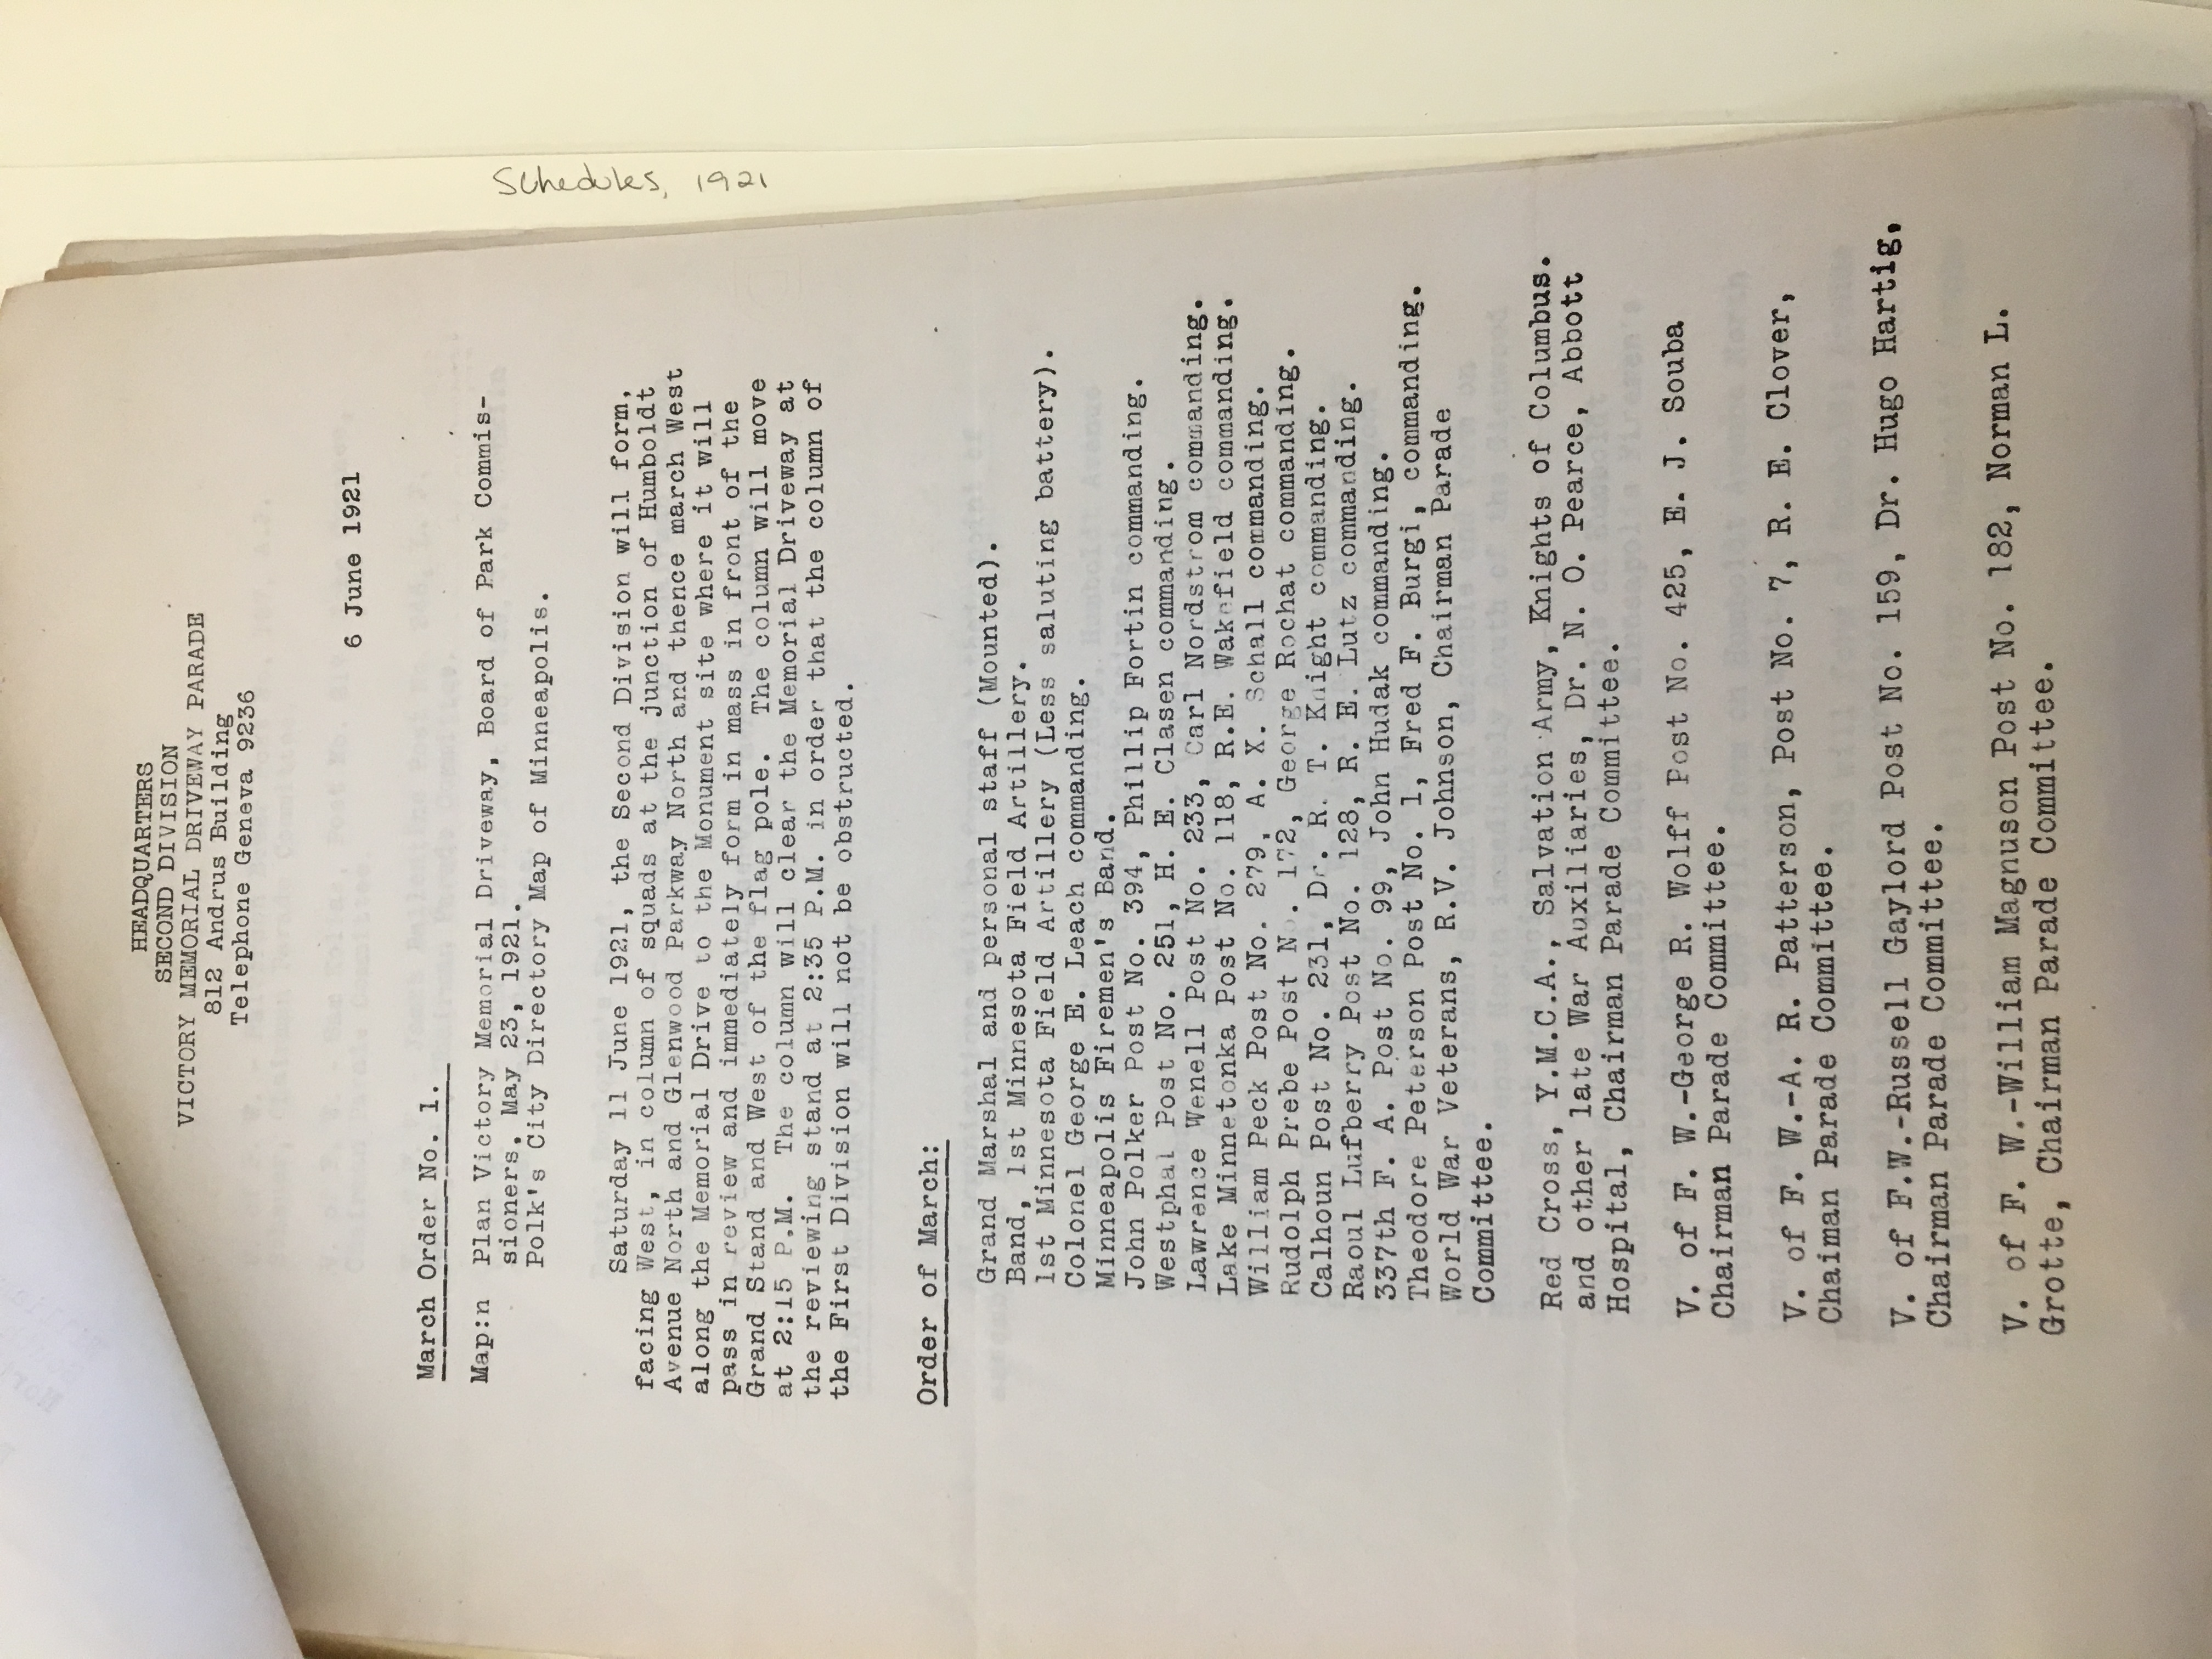 HEADQUARTERS
SECOND DIVISION
VICTORY MEMORIAL DRIVEWAY PARADE
812 Andrus Building
Telephone Geneva 9236
6 June 1921
March Order No. 1.
Map:n Plan Victory Memorial Driveway, Board of Park Commis-
sioners, May 23, 1921.
Polk's City Directory Map of Minneapolis.
Saturday 11 June 1921, the Second Division will form,
facing West, in column of squads at the junction of Humboldt
Avenue North and Glenwood Parkway North and thence march West
along the Memorial Drive to the Monument site where it will
pass in review and immediately form in mass in front of the
Grand Stand and West of the flag pole. The column will move
at 2:15 P.M. The column will clear the Memorial Driveway at
the reviewing stand at 2:35 P.M. in order that the column of
the First Division will not be obstructed.
Order of March:
Grand Marshal and personal staff (Mounted).
Band, 1st Minnesota Field Artillery.
1st Minnesota Field Artillery (Less saluting battery).
Colonel George E. Leach commanding.
Minneapolis Firemen's Band.
John Polker Post No. 394, Phillip Fortin commanding.
Westphal Post No. 251, H. E. Clasen commanding.
Lawrence Wenell Post No. 233, Carl Nordstrom commanding.
Lake Minnetonka Post No. 118, R.E. Wakefield commanding.
William Peck Post No. 279, A. X. Schall commanding.
Rudolph Prebe Post No. 172, George Rochat commanding.
Calhoun Post No. 231, Dr. R. T. Knight commanding.
Raoul Lufberry Post No. 128, R. E. Lutz commanding.
337th F. A. Post No. 99, John Hudak commanding.
Theodore Peterson Post No. 1, Fred F. Burgi, commanding.
World War Veterans, R.V. Johnson, Chairman Parade
Committee.
Red Cross, Y.M.C.A., Salvation Army, Knights of Columbus.
and other late War Auxiliaries, Dr. N. O. Pearce, Abbott
Hospital, Chairman Parade Committee.
V. of F. W.-George R. Wolff Post No. 425, E. J. Souba
Chairman Parade Committee.
V. of F. W.-A. R. Patterson, Post No. 7, R. E. Clover,
Chaiman Parade Committee.
V. of F.W.-Russell Gaylord Post No. 159, Dr. Hugo Hartig,
Chairman Parade Committee.
V. of F. W.-William Magnuson Post No. 182, Norman L.
Grotte, Chairman Parade Committee.
Schedules, 1921